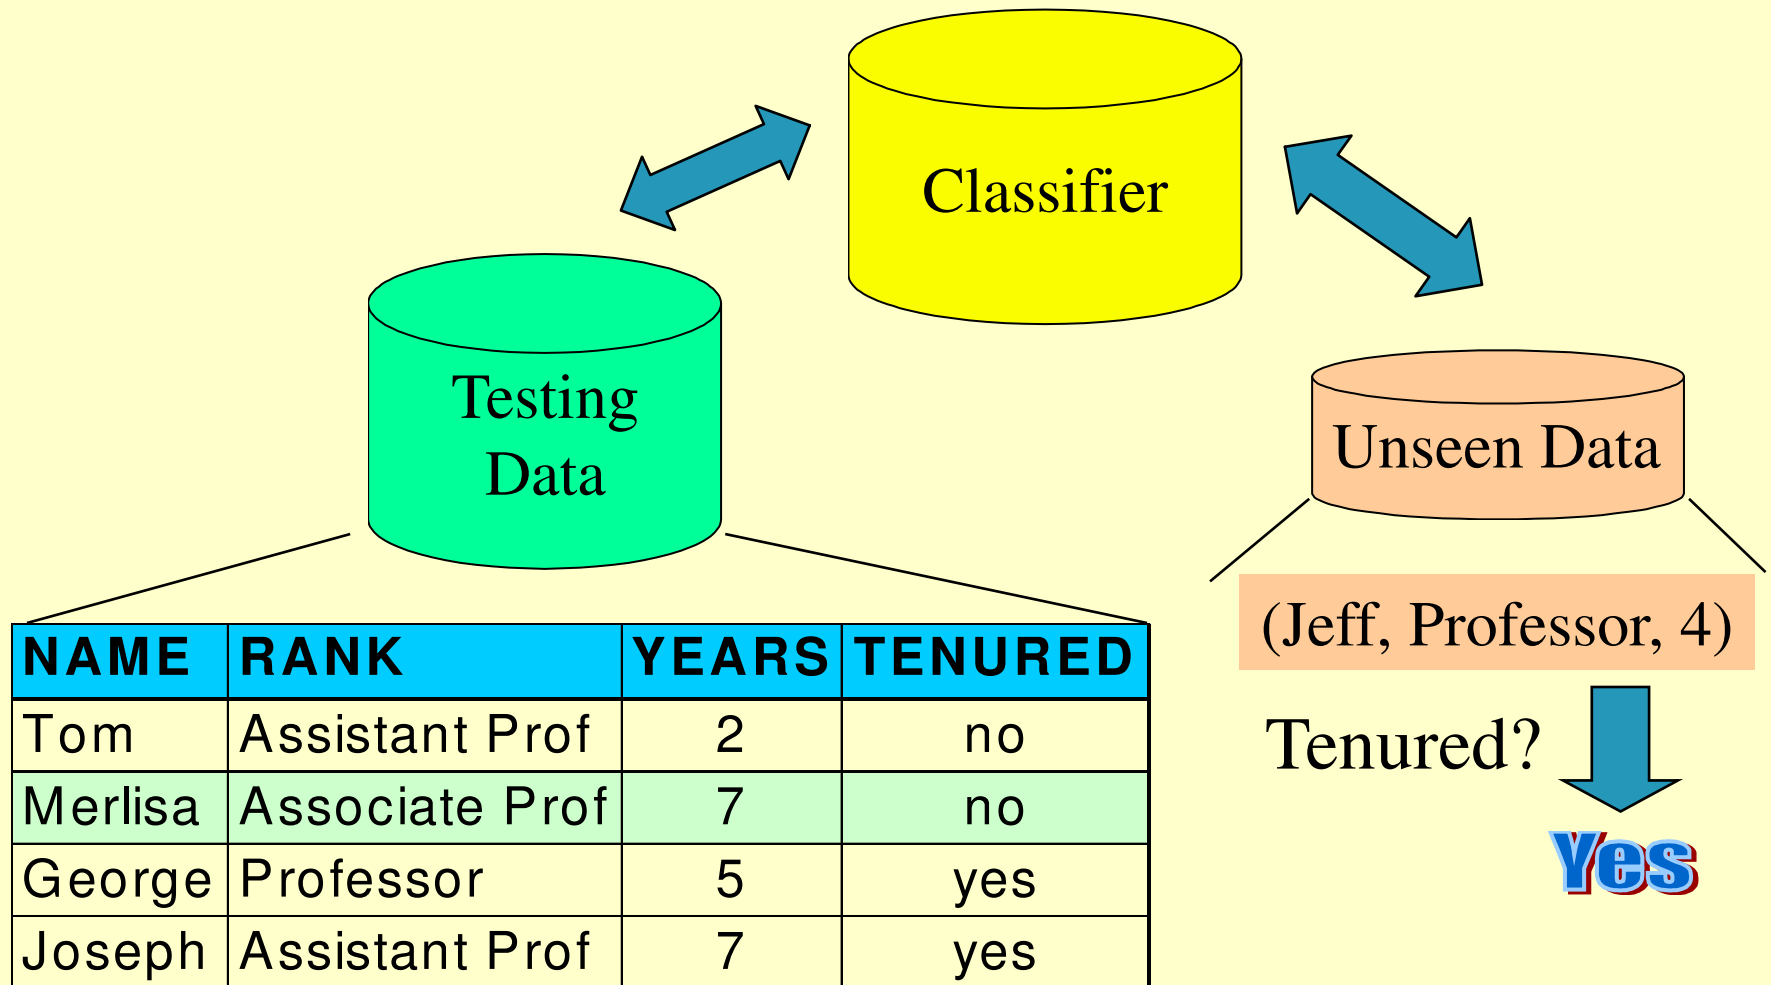 Classifier
Testing
Data
Unseen Data
(Jeff, Professor, 4)
NAME RANK YEARS TENURED
Tom Assistant Prof 2 no
Merlisa Associate Prof 7 no
George Professor 5 yes
Joseph Assistant Prof 7 yes
Tenured?
Yes